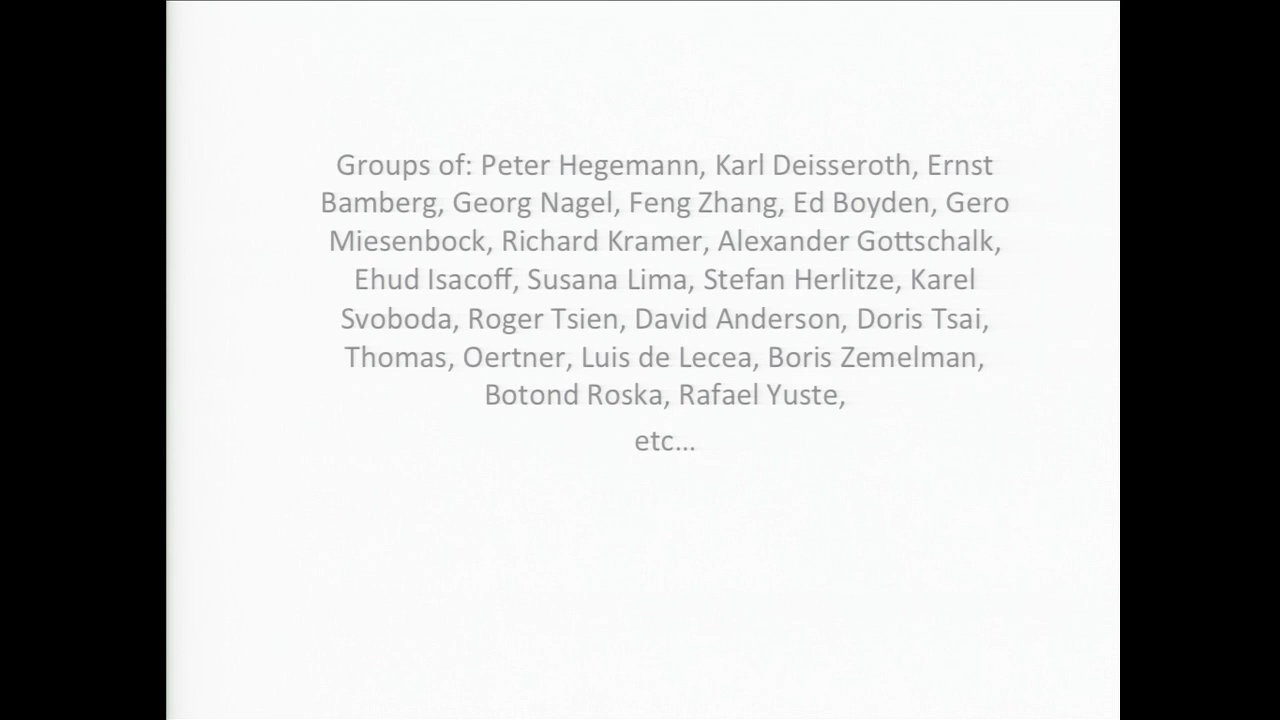 Groups of: Peter Hegemann, Karl Deisseroth, Ernst
Bamberg, Georg Nagel, Feng Zhang, Ed Boyden, Gero
Miesenbock, Richard Kramer, Alexander Gottschalk,
Ehud Isacoff, Susana Lima, Stefan Herlitze, Karel
Svoboda, Roger Tsien, David Anderson, Doris Tsai,
Thomas, Oertner, Luis de Lecea, Boris Zemelman,
Botond Roska, Rafael Yuste,
etc…